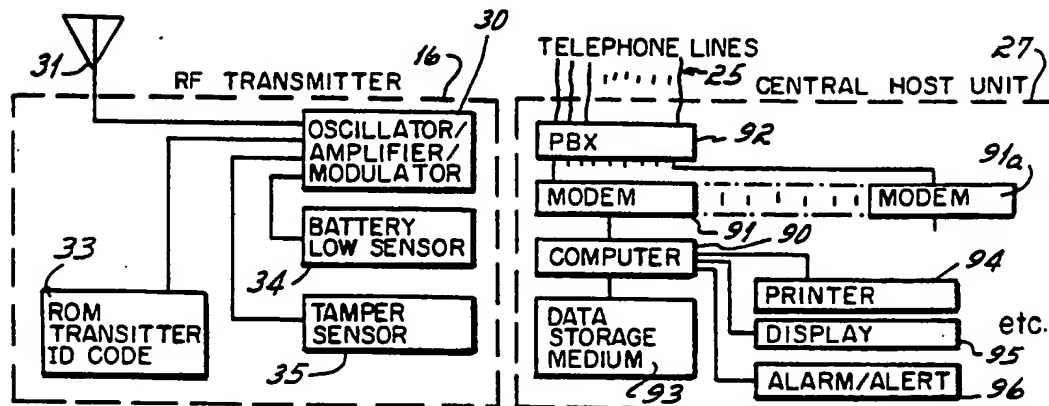 31
RF TRANSMITTER
16
30
OSCILLATOR/
AMPLIFIER/
MODULATOR
BATTERY
LOW SENSOR
34
33
ROM
TRANSITTER
ID CODE
TAMPER
SENSOR
35
TELEPHONE LINES
25
27
CENTRAL HOST UNIT
PBX
92
91a
MODEM
91
MODEM
90
COMPUTER
94
PRINTER
DATA
STORAGE
MEDIUM
93
DISPLAY
95
etc.
ALARM/ALERT
96